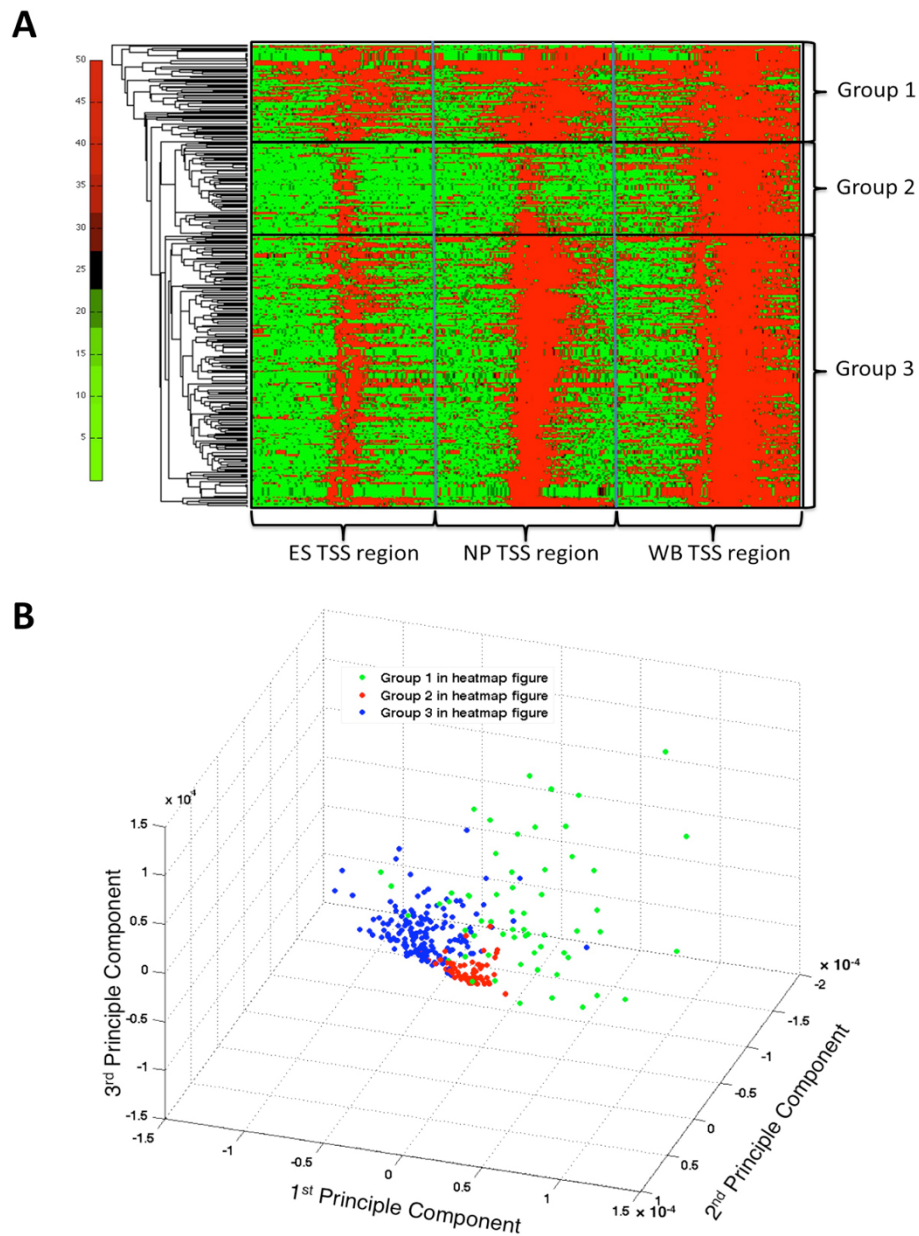 A
50
45
40
35
30
25
20
15
10
5
Group 1
Group 2
Group 3
ES TSS region
NP TSS region
WB TSS region
B
Group 1 in heatmap figure
Group 2 in heatmap figure
Group 3 in heatmap figure
x 10⁻⁴
1.5
1
0.5
0
-0.5
-1
-1.5
3rd Principle Component
-1.5
-1
-0.5
0
0.5
1
1.5 x 10⁻⁴
1st Principle Component
-2 x 10⁻⁴
-1.5
-1
-0.5
0
0.5
1
2nd Principle Component